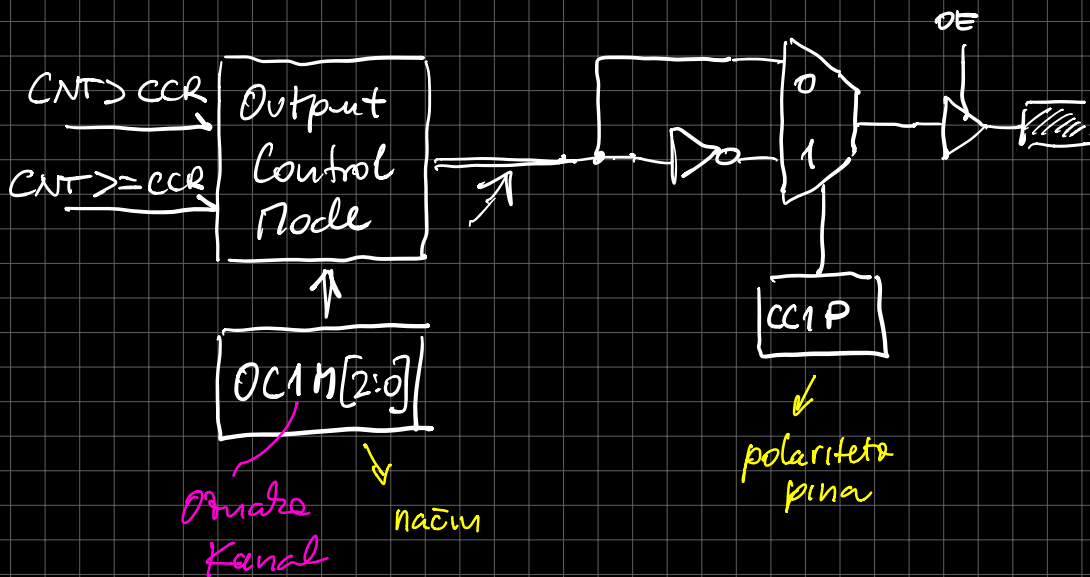 OE
CNT > CCR
CNT >= CCR
Output
Control
Mode
0
1
OC1M[2:0]
CC1P
Oznaka
Kanal
način
polariteta
pina